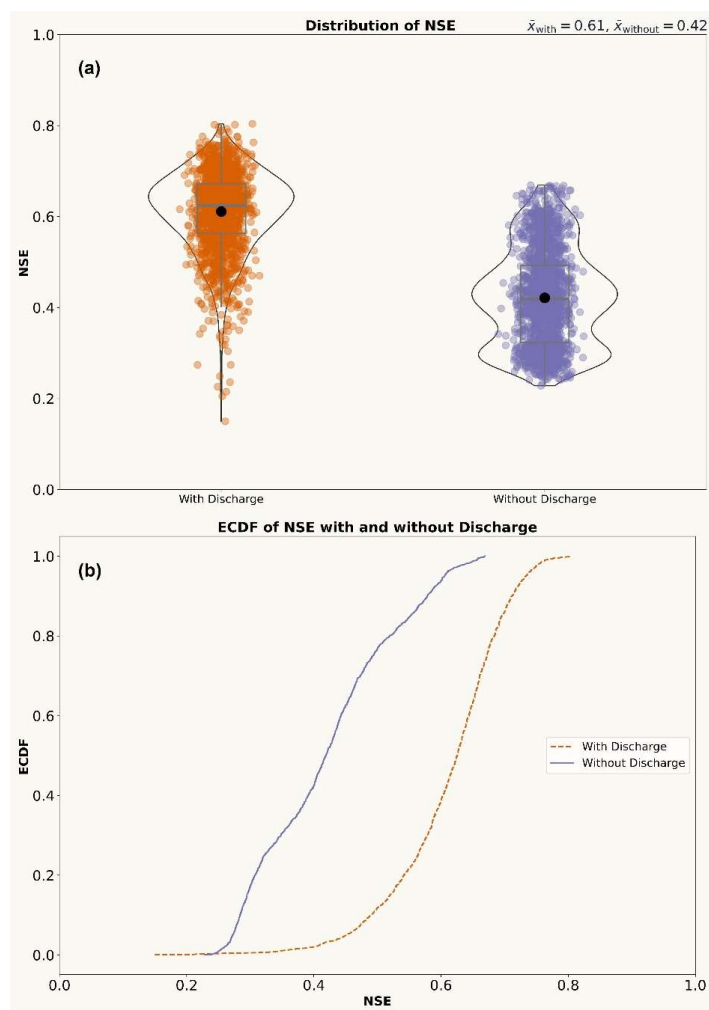 Distribution of NSE
x̄with = 0.61, x̄without = 0.42
(a)
1.0
0.8
0.6
0.4
0.2
0.0
NSE
With Discharge
Without Discharge
ECDF of NSE with and without Discharge
(b)
1.0
0.8
0.6
0.4
0.2
0.0
ECDF
With Discharge
Without Discharge
0.0 0.2 0.4 0.6 0.8 1.0
NSE